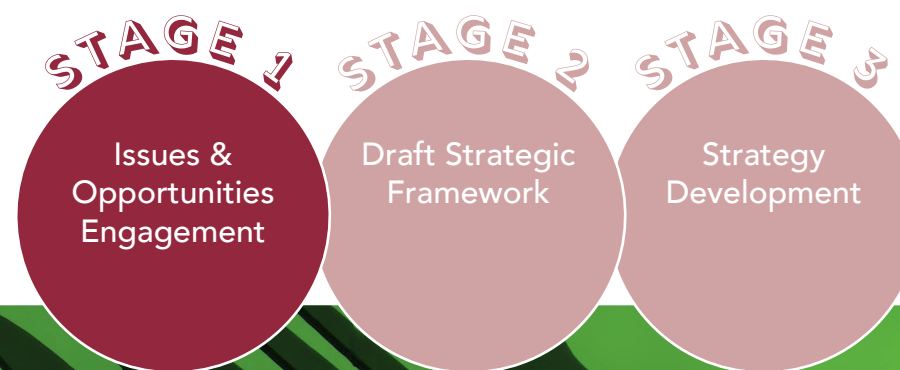 STAGE 1
Issues &
Opportunities
Engagement
STAGE 2
Draft Strategic
Framework
STAGE 3
Strategy
Development